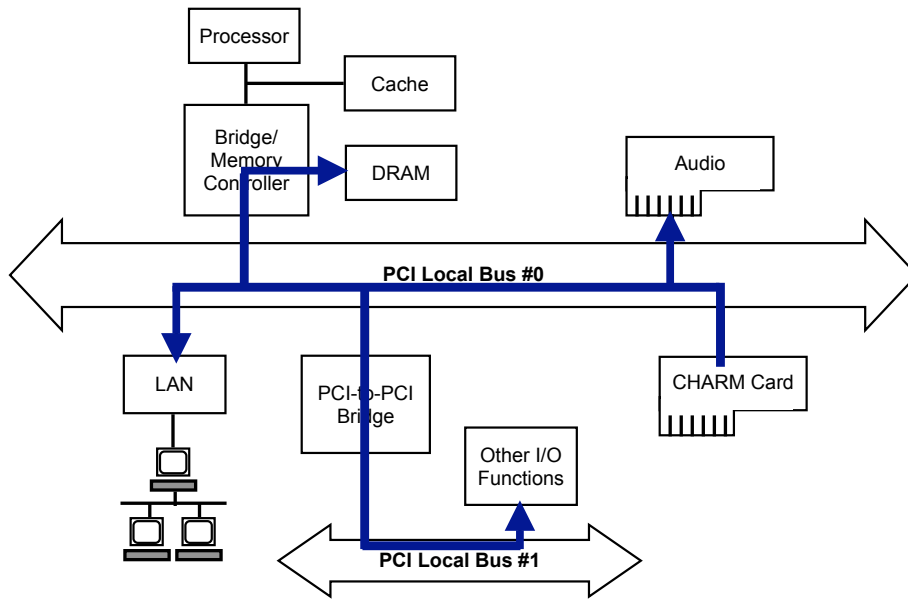 Processor
Cache
Bridge/
Memory
Controller
DRAM
Audio
PCI Local Bus #0
LAN
PCI-to-PCI
Bridge
CHARM Card
Other I/O
Functions
PCI Local Bus #1